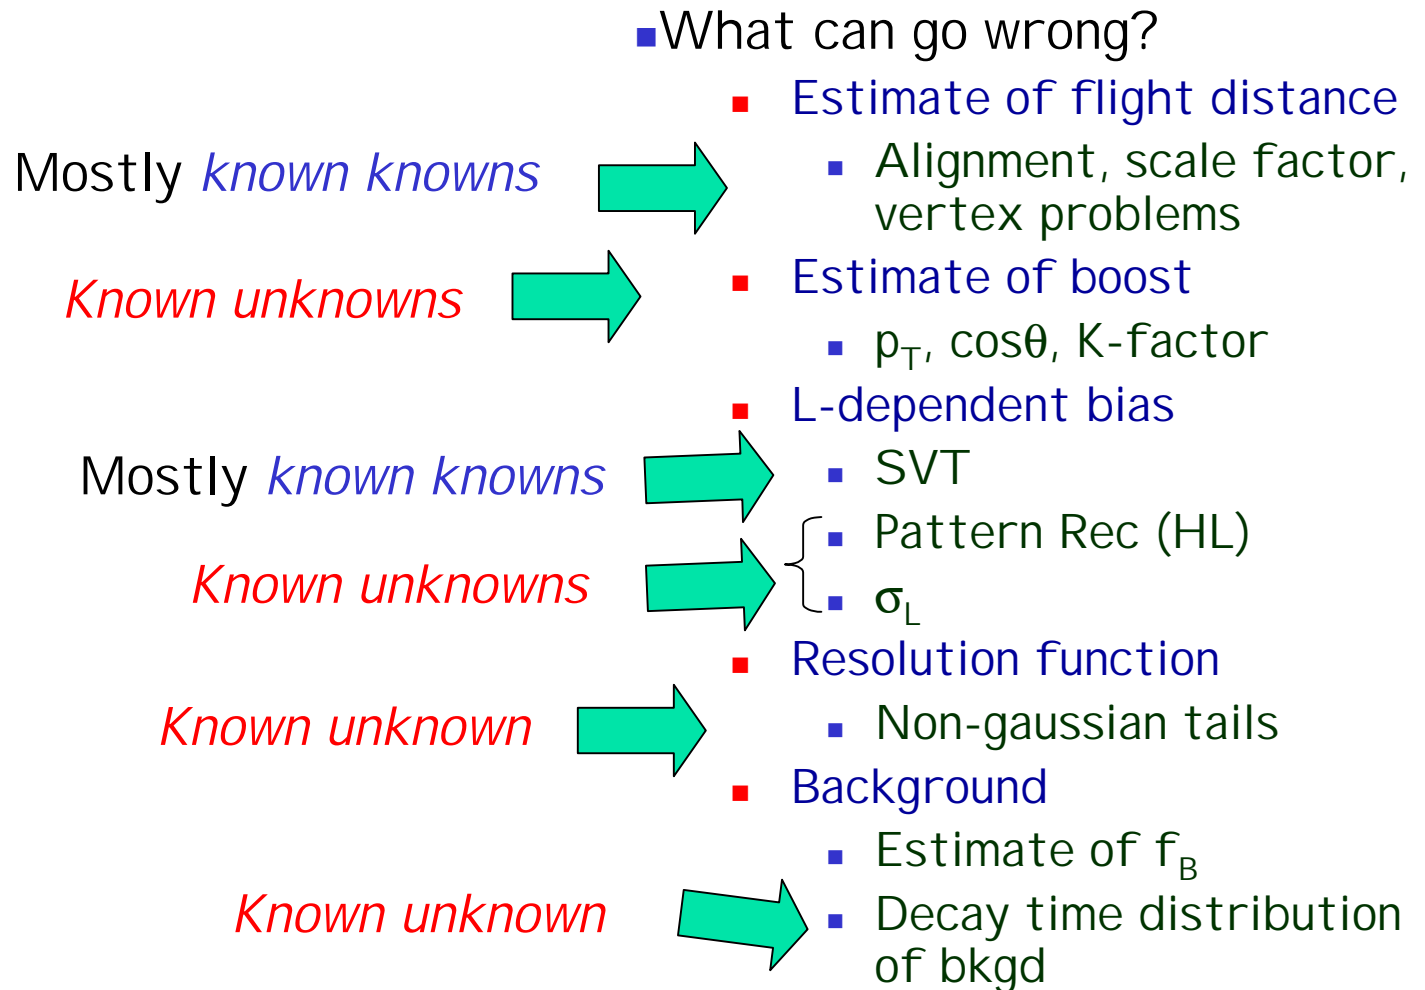 What can go wrong?
Estimate of flight distance
Mostly known knowns
Alignment, scale factor,
vertex problems
Known unknowns
Estimate of boost
pT, cosθ, K-factor
L-dependent bias
Mostly known knowns
SVT
Pattern Rec (HL)
Known unknowns
σL
Resolution function
Known unknown
Non-gaussian tails
Background
Estimate of fB
Known unknown
Decay time distribution
of bkgd